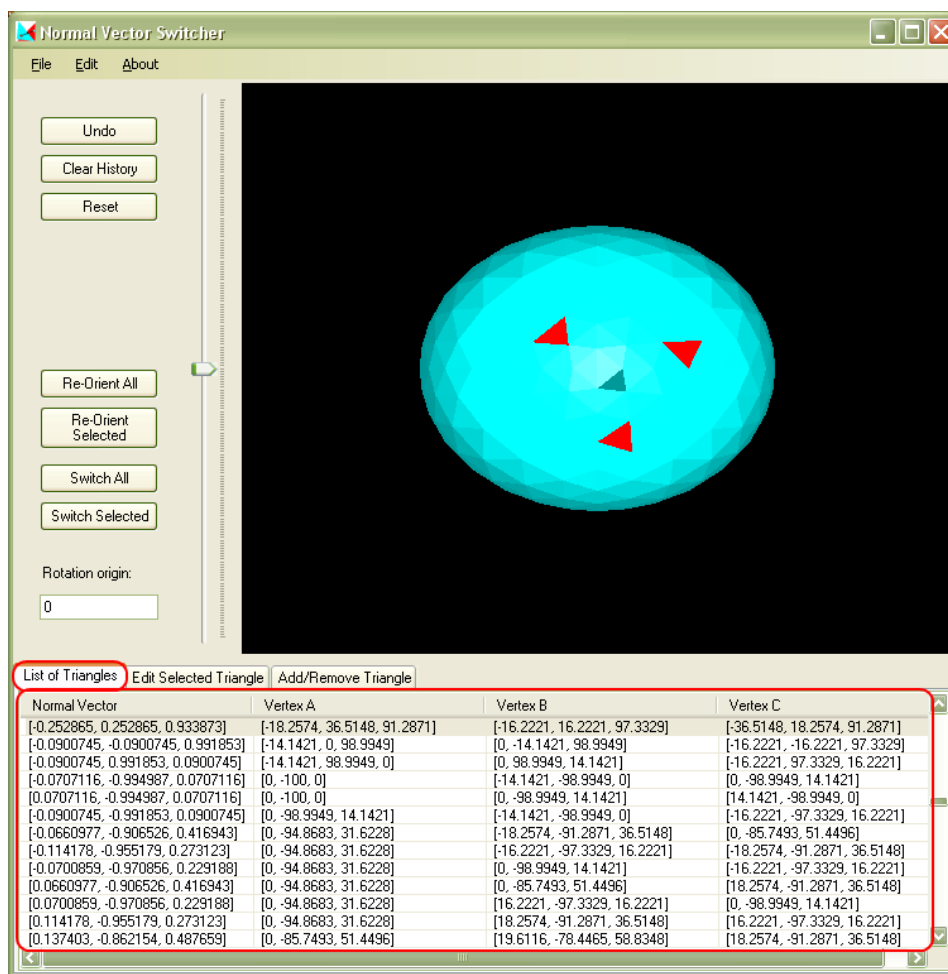 Normal Vector Switcher
File Edit About
Undo
Clear History
Reset
Re-Orient All
Re-Orient
Selected
Switch All
Switch Selected
Rotation origin:
0
List of Triangles Edit Selected Triangle Add/Remove Triangle
Normal Vector Vertex A Vertex B Vertex C
[-0.252865, 0.252865, 0.933873] [-18.2574, 36.5148, 91.2871] [-16.2221, 16.2221, 97.3329] [-36.5148, 18.2574, 91.2871]
[-0.0900745, -0.0900745, 0.991853] [-14.1421, 0, 98.9949] [0, -14.1421, 98.9949] [-16.2221, -16.2221, 97.3329]
[-0.0900745, 0.991853, 0.0900745] [-14.1421, 98.9949, 0] [0, 98.9949, 14.1421] [-16.2221, 97.3329, 16.2221]
[-0.0707116, -0.994987, 0.0707116] [0, -100, 0] [-14.1421, -98.9949, 0] [0, -98.9949, 14.1421]
[0.0707116, -0.994987, 0.0707116] [0, -100, 0] [0, -98.9949, 14.1421] [14.1421, -98.9949, 0]
[-0.0900745, -0.991853, 0.0900745] [0, -98.9949, 14.1421] [-14.1421, -98.9949, 0] [-16.2221, -97.3329, 16.2221]
[-0.0660977, -0.906526, 0.416943] [0, -94.8683, 31.6228] [-18.2574, -91.2871, 36.5148] [0, -85.7493, 51.4496]
[-0.114178, -0.955179, 0.273123] [0, -94.8683, 31.6228] [-16.2221, -97.3329, 16.2221] [-18.2574, -91.2871, 36.5148]
[-0.0700859, -0.970856, 0.229188] [0, -94.8683, 31.6228] [0, -98.9949, 14.1421] [-16.2221, -97.3329, 16.2221]
[0.0660977, -0.906526, 0.416943] [0, -94.8683, 31.6228] [0, -85.7493, 51.4496] [18.2574, -91.2871, 36.5148]
[0.0700859, -0.970856, 0.229188] [0, -94.8683, 31.6228] [16.2221, -97.3329, 16.2221] [0, -98.9949, 14.1421]
[0.114178, -0.955179, 0.273123] [0, -94.8683, 31.6228] [18.2574, -91.2871, 36.5148] [16.2221, -97.3329, 16.2221]
[0.137403, -0.862154, 0.487659] [0, -85.7493, 51.4496] [19.6116, -78.4465, 58.8348] [18.2574, -91.2871, 36.5148]